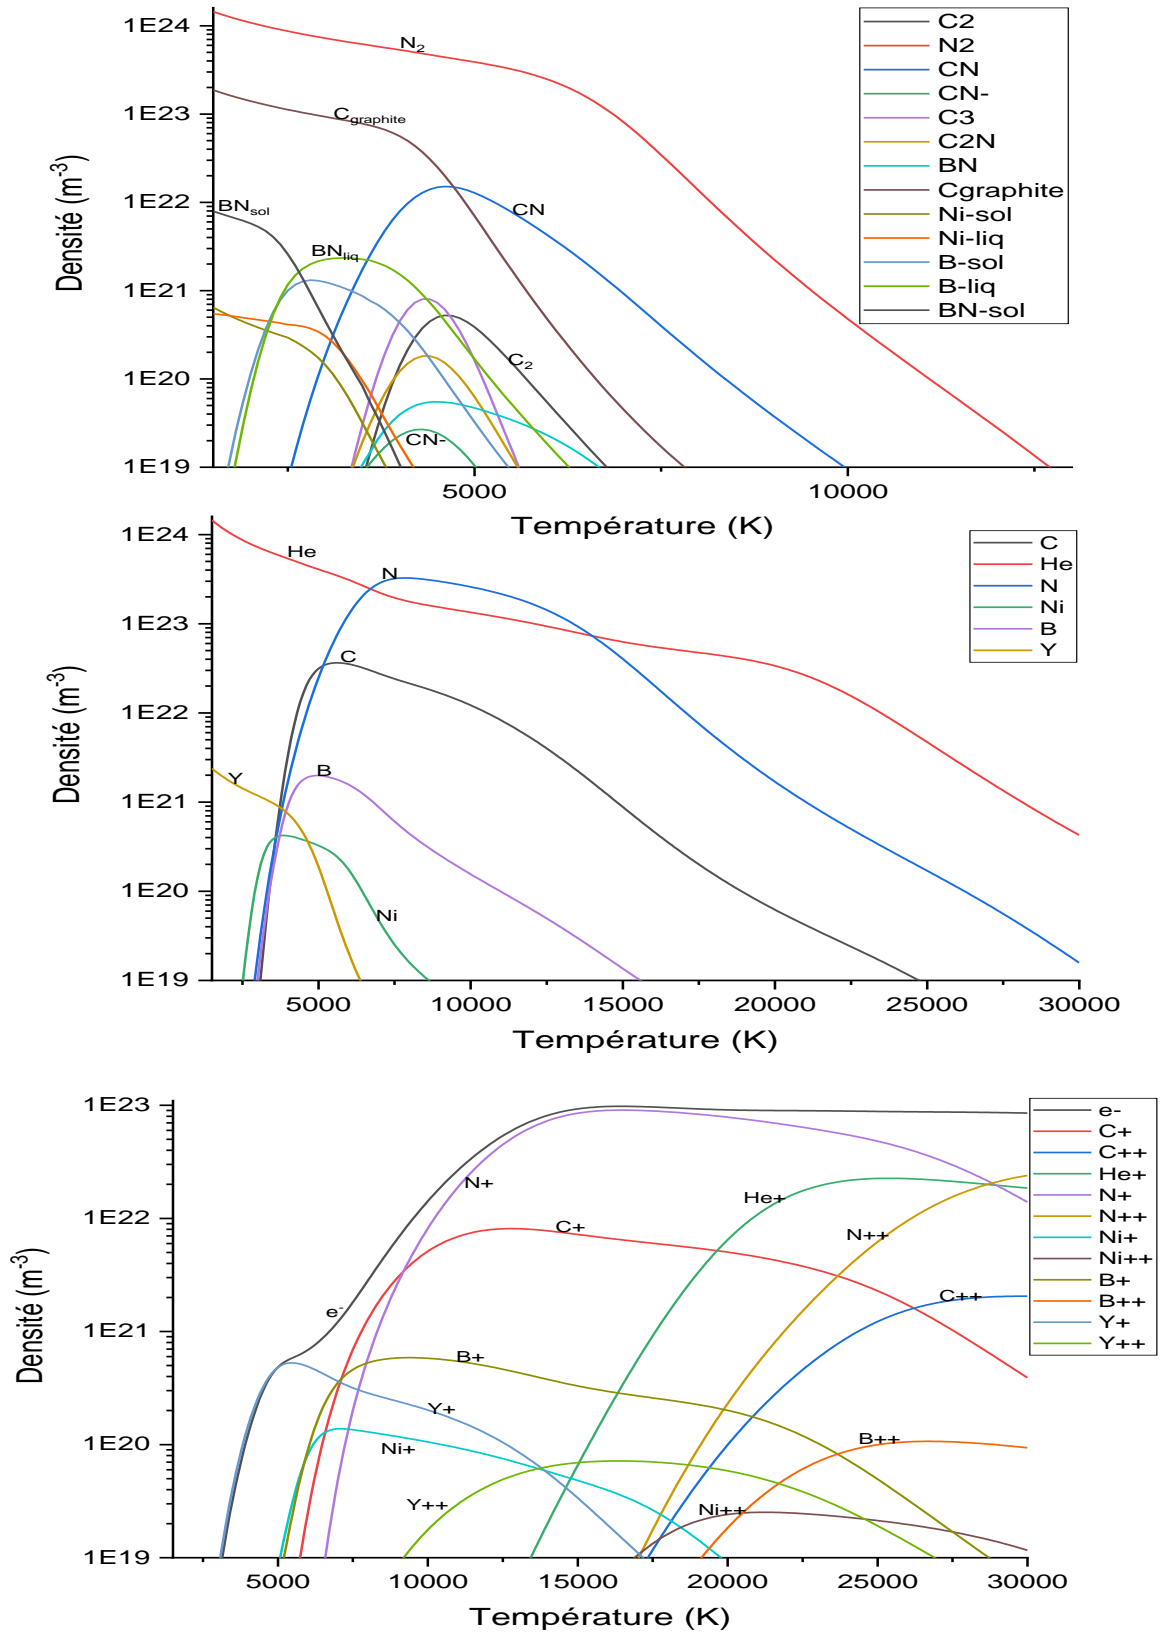 1E24
1E23
1E22
1E21
1E20
1E19
Densité (m⁻³)
N₂
C_graphite
BN_sol
BN_liq
CN
C₂
CN-
5000
10000
Température (K)
C2
N2
CN
CN-
C3
C2N
BN
Cgraphite
Ni-sol
Ni-liq
B-sol
B-liq
BN-sol
1E24
1E23
1E22
1E21
1E20
1E19
Densité (m⁻³)
He
N
C
Y
B
Ni
5000
10000
15000
20000
25000
30000
Température (K)
C
He
N
Ni
B
Y
1E23
1E22
1E21
1E20
1E19
Densité (m⁻³)
N+
He+
C+
N++
C++
e⁻
B+
Y+
Ni+
B++
Y++
Ni++
5000
10000
15000
20000
25000
30000
Température (K)
e-
C+
C++
He+
N+
N++
Ni+
Ni++
B+
B++
Y+
Y++